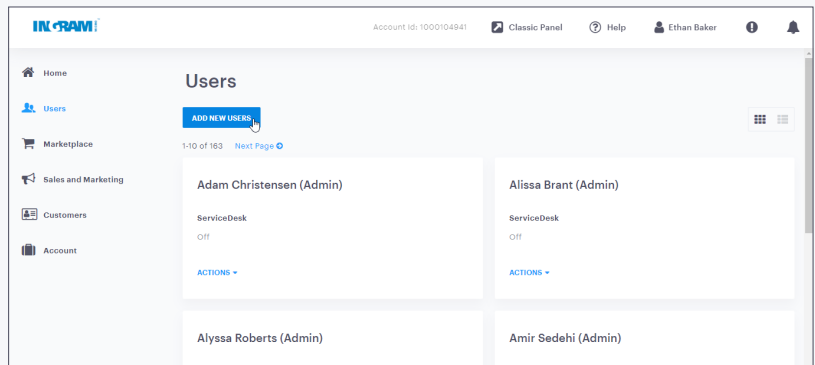 INGRAM
Account Id: 1000104941
Classic Panel
Help
Ethan Baker
Home
Users
Marketplace
Sales and Marketing
Customers
Account
Users
ADD NEW USERS
1-10 of 163 Next Page
Adam Christensen (Admin)
ServiceDesk
Off
ACTIONS
Alissa Brant (Admin)
ServiceDesk
Off
ACTIONS
Alyssa Roberts (Admin)
Amir Sedehi (Admin)